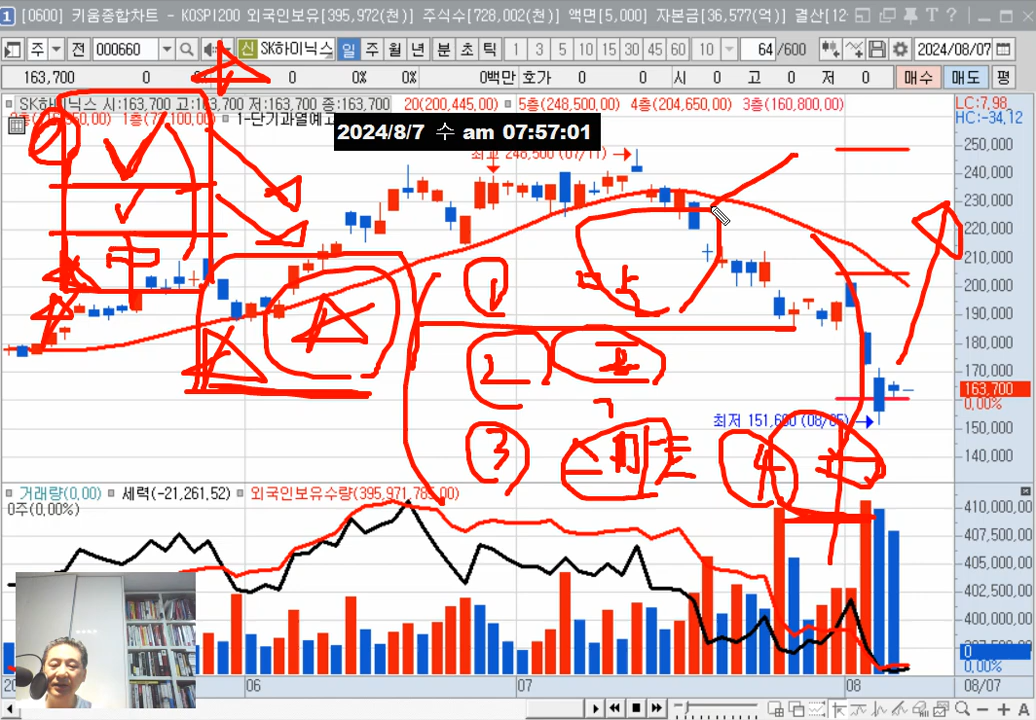 1 [0600] 키움종합차트 - KOSPI200 외국인보유[395,972(천)] 주식수[728,002(천)] 액면[5,000] 자본금[36,577(억)] 결산[12
주 전 000660 신 SK하이닉스 일 주 월 년 분 초 틱 1 3 5 10 15 30 45 60 10 64 /600 2024/08/07
163,700 0 0 0% 0% 0백만 호가 0 0 시 0 고 0 저 0 매수 매도 평
SK하이닉스 시:163,700 고:163,700 저:163,700 종:163,700 20(200,445.00) 5층(248,500.00) 4층(204,650.00) 3층(160,800.00) LC:7.98
1-단기과열예고 HC:-34.12
2024/8/7 수 am 07:57:01
최고 248,500 (07/11)
250,000
240,000
230,000
220,000
210,000
200,000
190,000
180,000
170,000
163,700
0.00%
최저 151,600 (08/05)
150,000
140,000
1
2
3
4
중
거래량(0.00) 세력(-21,261.52) 외국인보유수량(395,971,785.00)
0주(0.00%)
410,000
407,500
405,000
402,500
400,000
0
0.00%
06 07 08 08/07